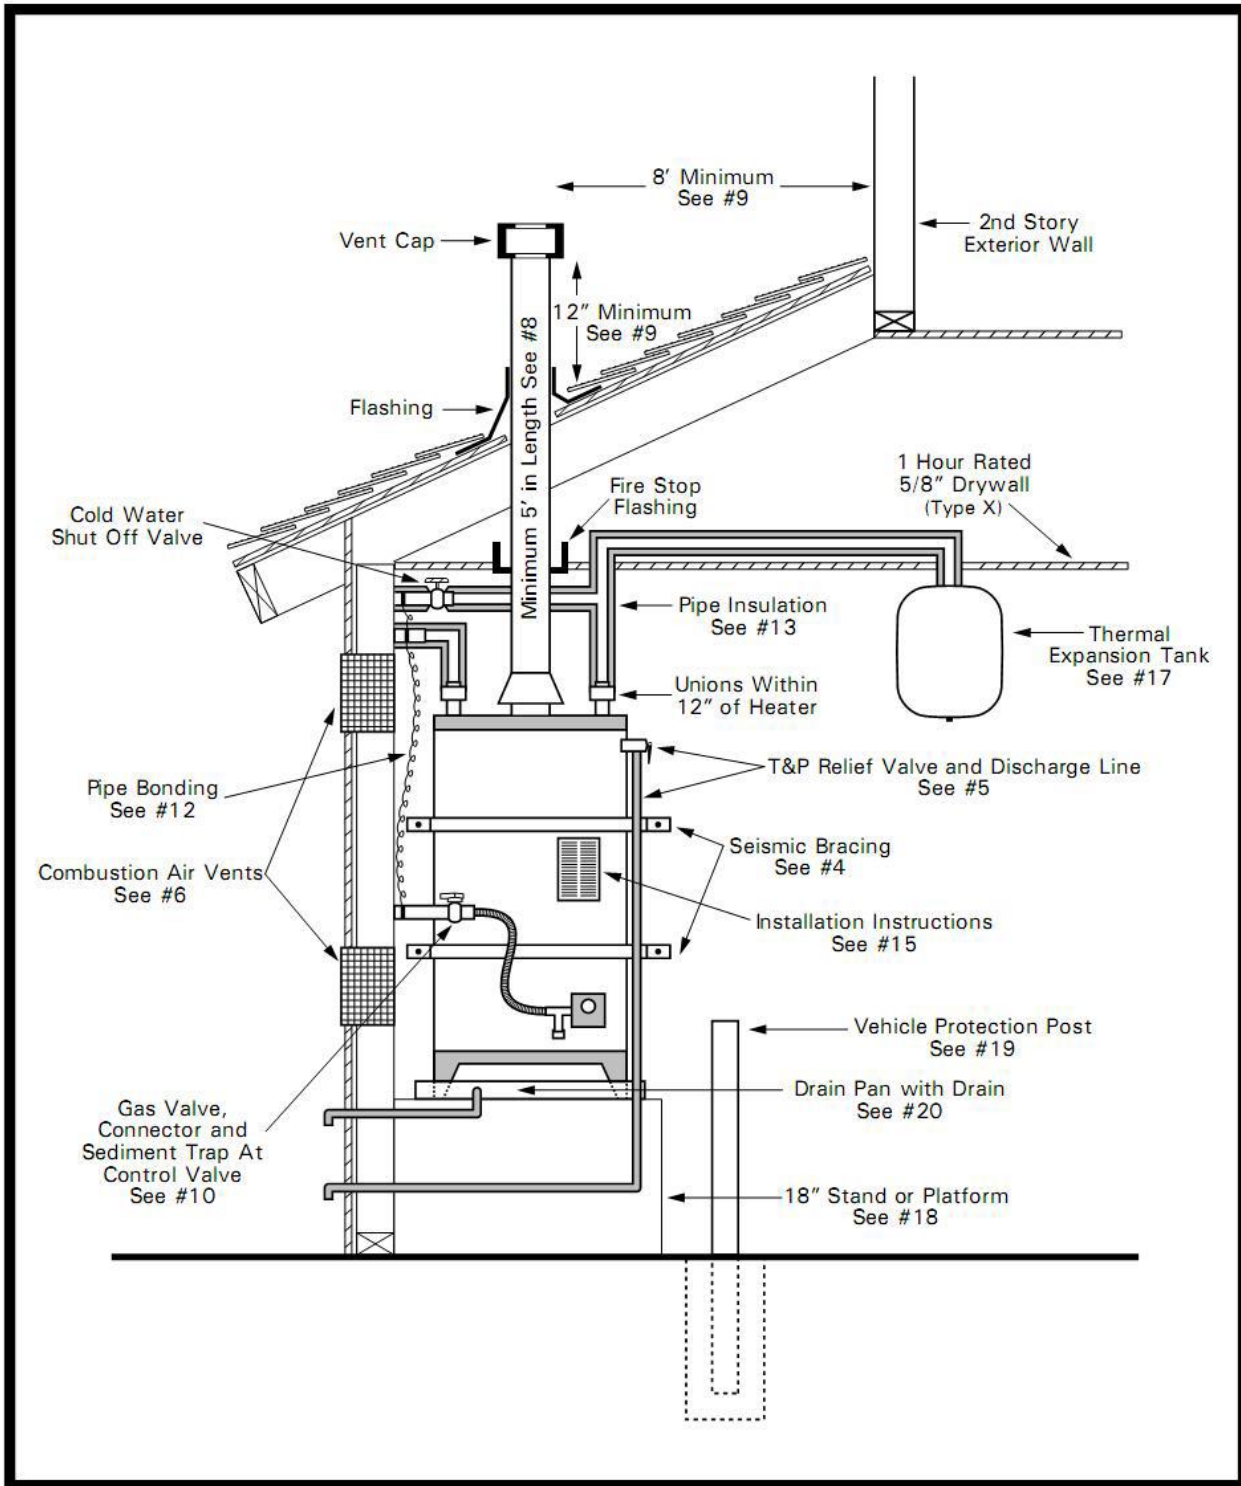 8' Minimum
See #9
2nd Story
Exterior Wall
Vent Cap
12" Minimum
See #9
Minimum 5' in Length See #8
Flashing
1 Hour Rated
5/8" Drywall
(Type X)
Fire Stop
Flashing
Cold Water
Shut Off Valve
Pipe Insulation
See #13
Thermal
Expansion Tank
See #17
Unions Within
12" of Heater
T&P Relief Valve and Discharge Line
See #5
Pipe Bonding
See #12
Seismic Bracing
See #4
Combustion Air Vents
See #6
Installation Instructions
See #15
Vehicle Protection Post
See #19
Drain Pan with Drain
See #20
Gas Valve,
Connector and
Sediment Trap At
Control Valve
See #10
18" Stand or Platform
See #18